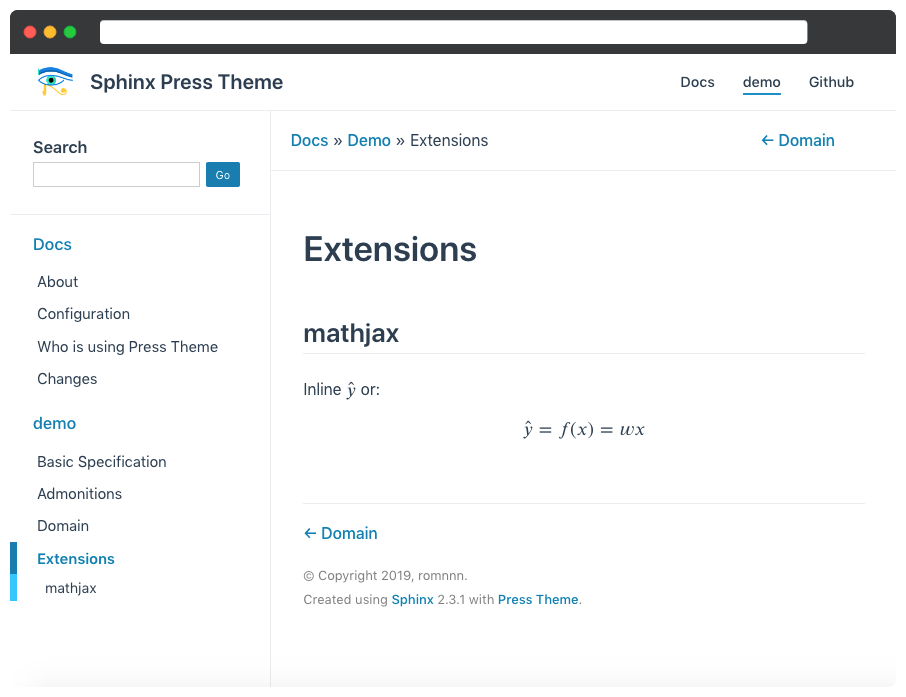 Sphinx Press Theme
Docs demo Github
Search
Go
Docs
About
Configuration
Who is using Press Theme
Changes
demo
Basic Specification
Admonitions
Domain
Extensions
mathjax
Docs » Demo » Extensions
← Domain
Extensions
mathjax
Inline ŷ or:
ŷ = f(x) = wx
← Domain
© Copyright 2019, romnnn.
Created using Sphinx 2.3.1 with Press Theme.